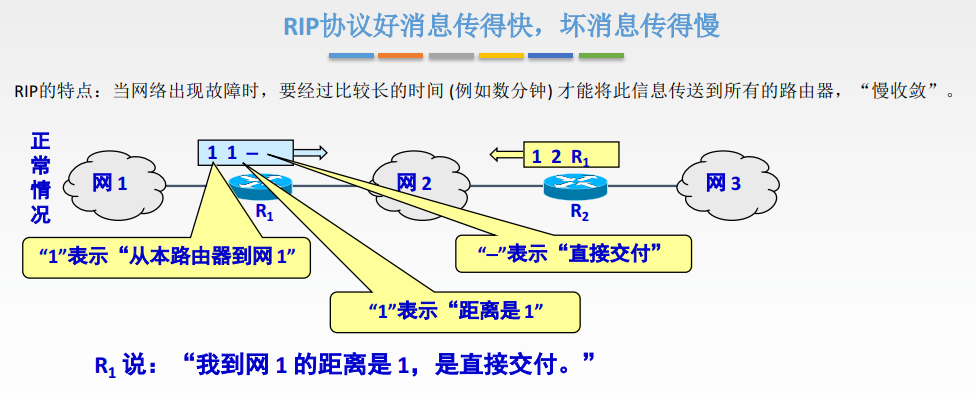 RIP协议好消息传得快，坏消息传得慢
RIP的特点：当网络出现故障时，要经过比较长的时间 (例如数分钟) 才能将此信息传送到所有的路由器，“慢收敛”。
正常情况
1 1 −
1 2 R1
网 1
网 2
网 3
R1
R2
“1”表示“从本路由器到网 1”
“−”表示“直接交付”
“1”表示“距离是 1”
R1 说：“我到网 1 的距离是 1，是直接交付。”